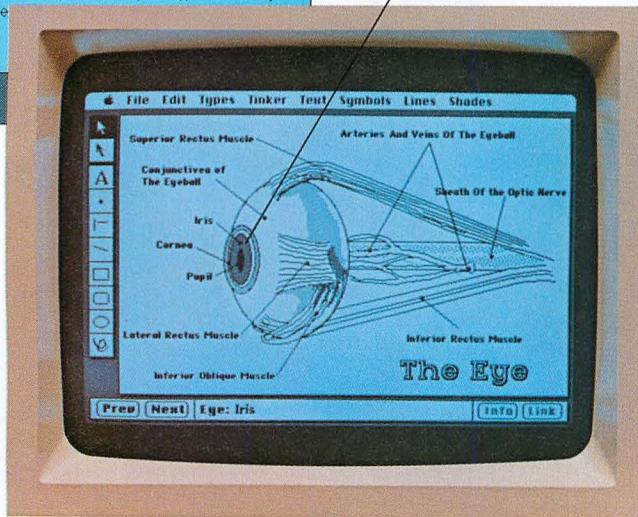 File Edit Types Tinker Text Symbols Lines Shades
Superior Rectus Muscle
Arteries And Veins Of The Eyeball
Conjunctivea of
The Eyeball
Sheath Of the Optic Nerve
A
Iris
Cornea
Pupil
Lateral Rectus Muscle
Inferior Rectus Muscle
Inferior Oblique Muscle
The Eye
Prev Next Eye: Iris Info Link